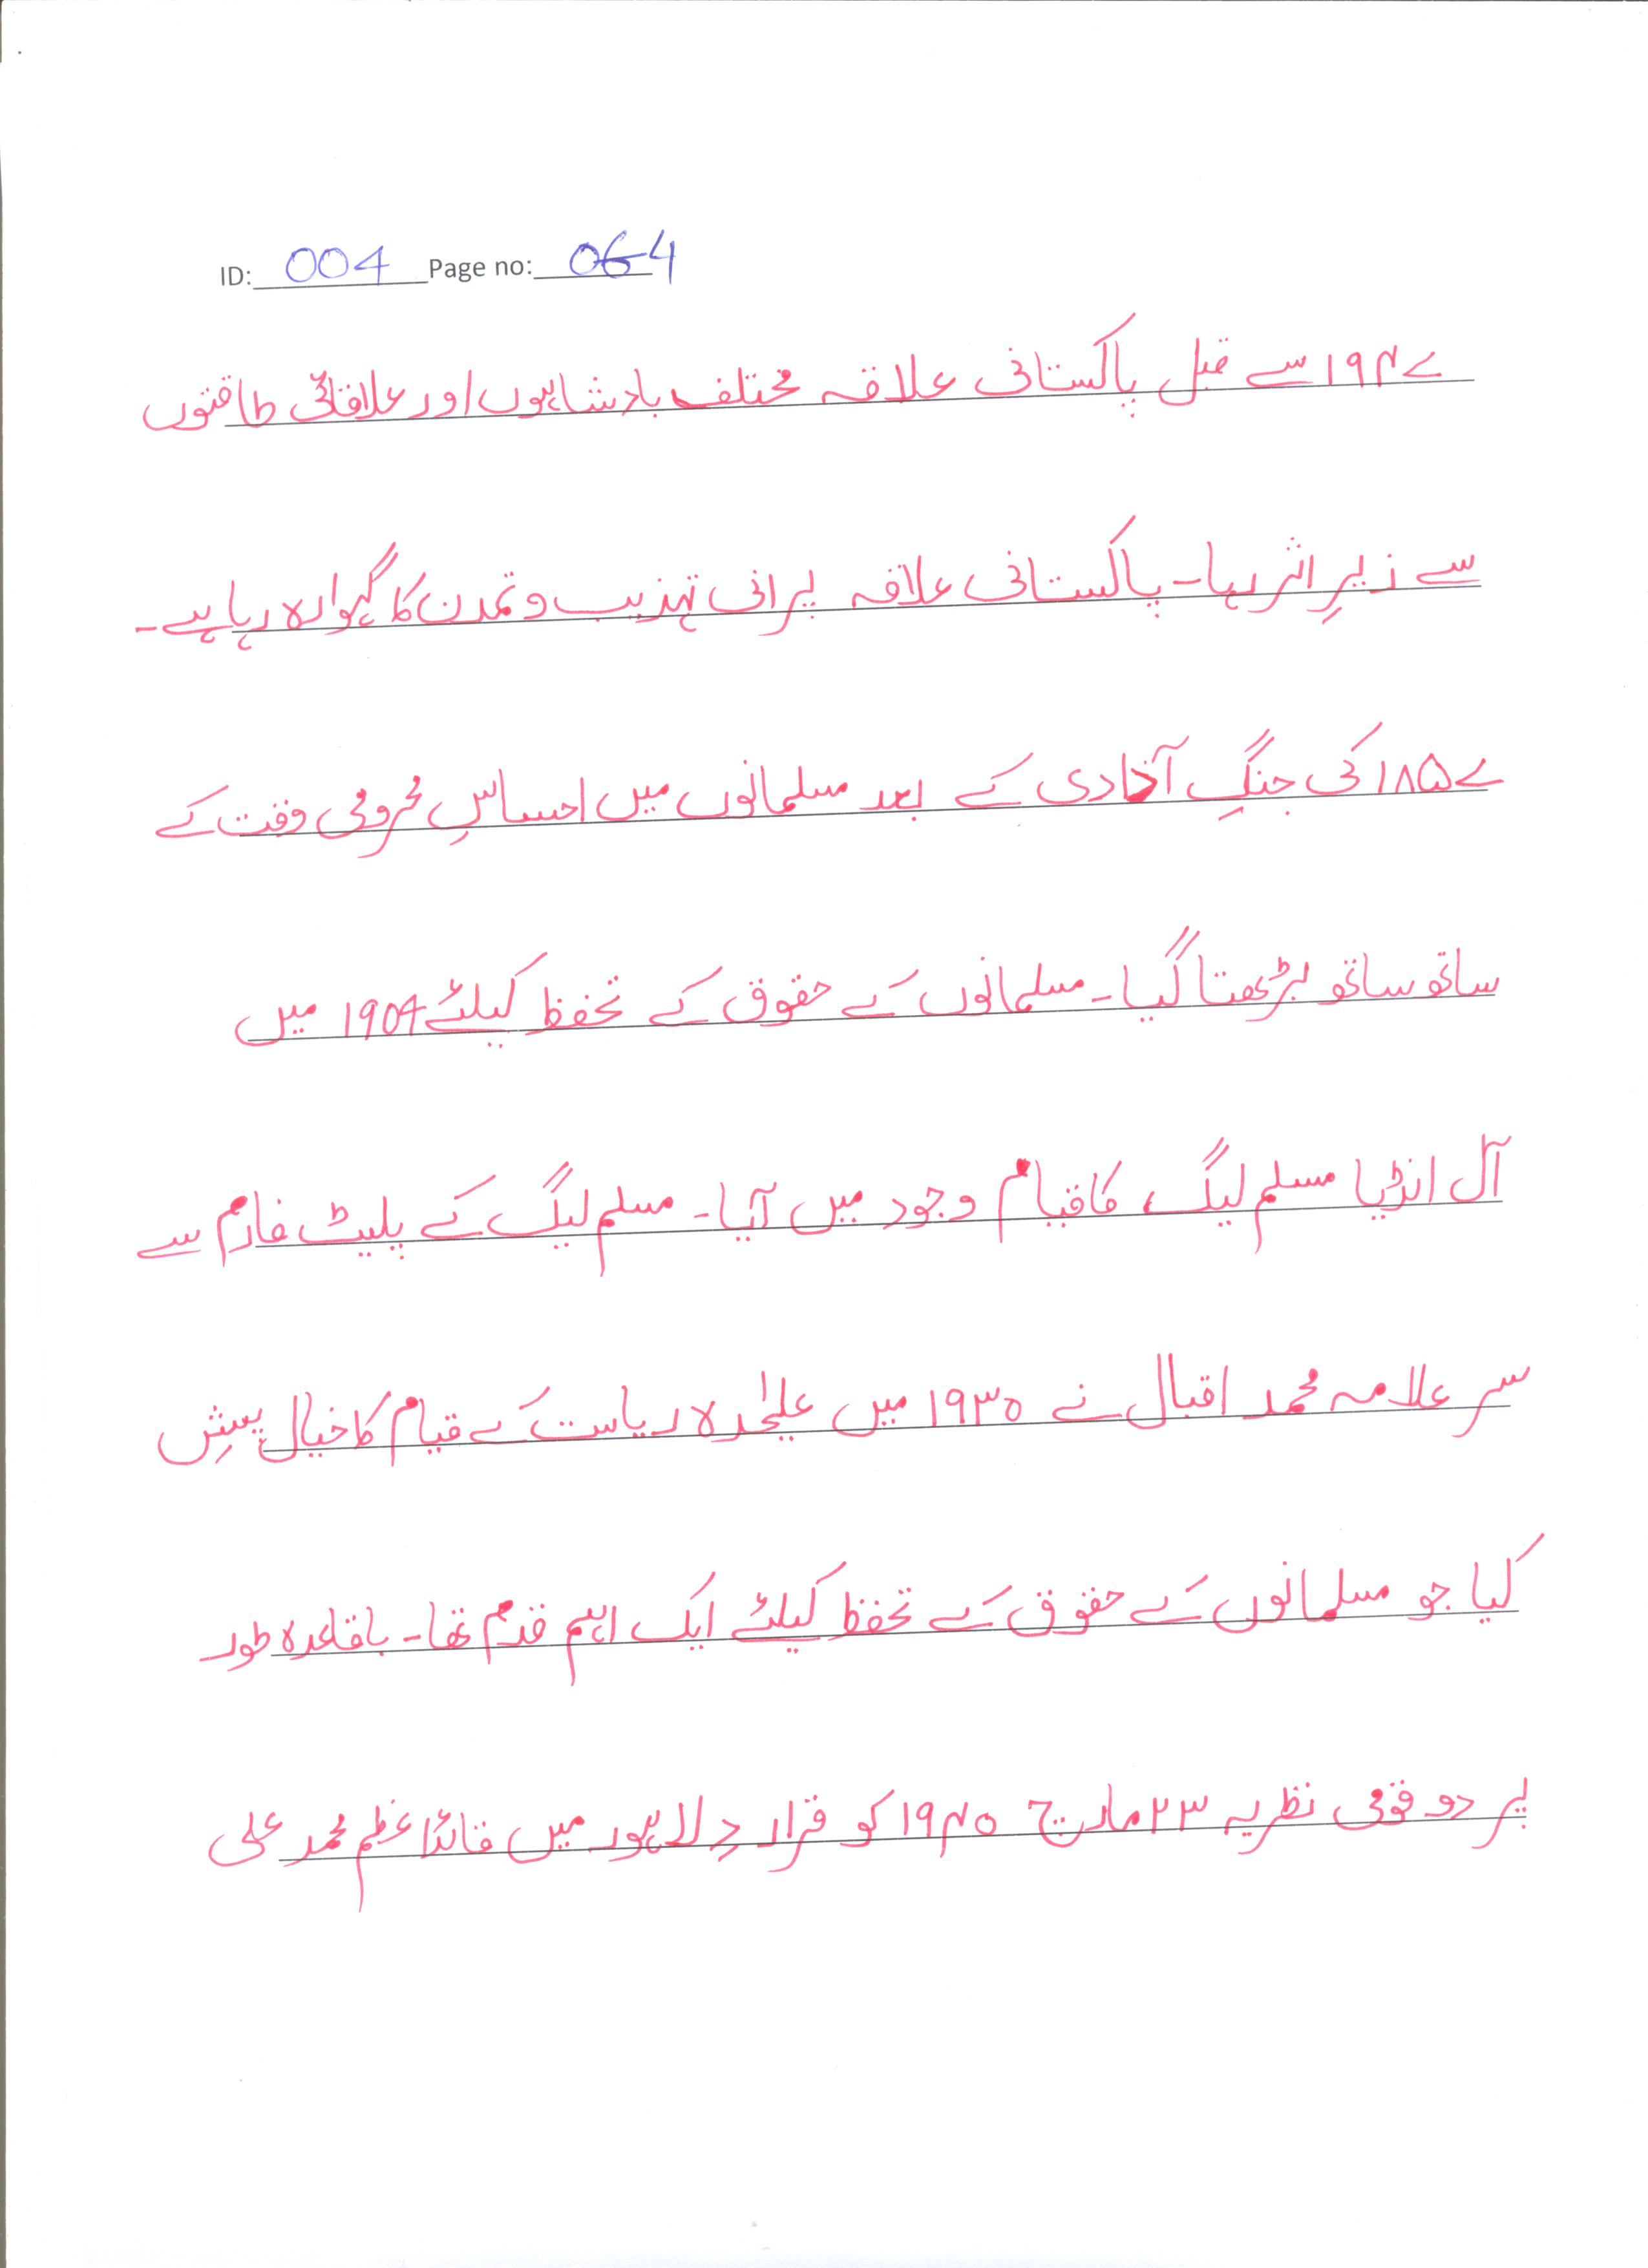 ID: 004 Page no: 064
۱۹۴۷ سے قبل پاکستانی علاقہ مختلف بادشاہوں اور علاقائی طاقتوں
سے زیرِ اثر رہا۔ پاکستانی علاقہ پرانی تہذیب و تمدن کا گہوارہ رہا ہے۔
۱۸۵۷ کی جنگِ آزادی کے بعد مسلمانوں میں احساسِ محرومی وقت کے
ساتھ ساتھ بڑھتا گیا۔ مسلمانوں کے حقوق کے تحفظ کیلئے ۱۹۰۶ میں
آل انڈیا مسلم لیگ کا قیام وجود میں آیا۔ مسلم لیگ کے پلیٹ فارم سے
سر علامہ محمد اقبال نے ۱۹۳۰ میں علیٰحدہ ریاست کے قیام کا خیال پیشِ
کیا جو مسلمانوں کے حقوق کے تحفظ کیلئے ایک اہم قدم تھا۔ باقاعدہ طور
پر دو قومی نظریہ ۲۳ مارچ ۱۹۴۰ کو قرار دِ لاہور میں قائداعظم محمد علی